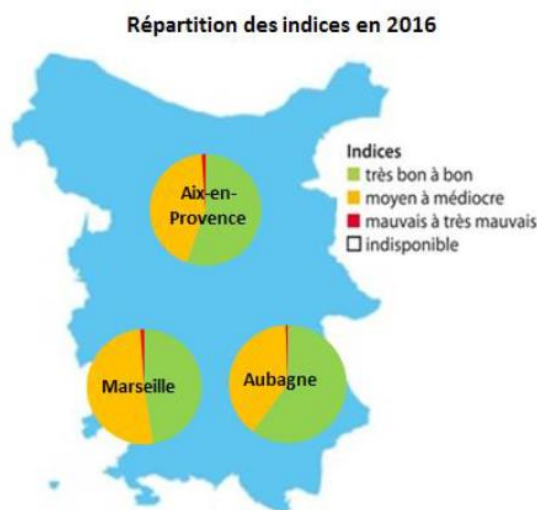 Répartition des indices en 2016
Indices
très bon à bon
moyen à médiocre
mauvais à très mauvais
indisponible
Aix-en-
Provence
Marseille
Aubagne